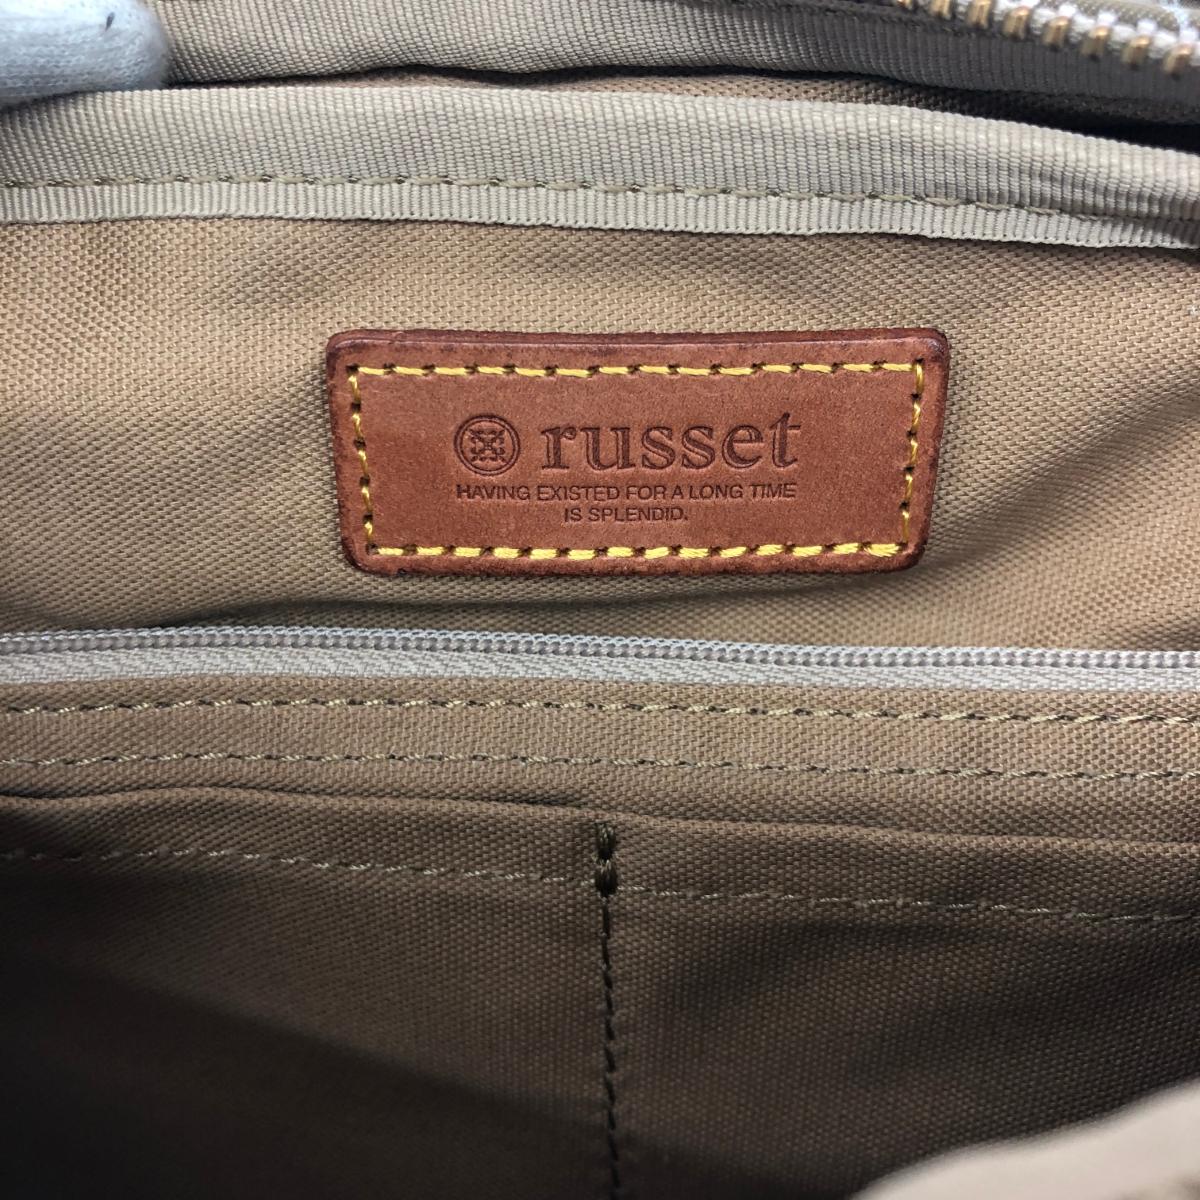 russet
HAVING EXISTED FOR A LONG TIME
IS SPLENDID.